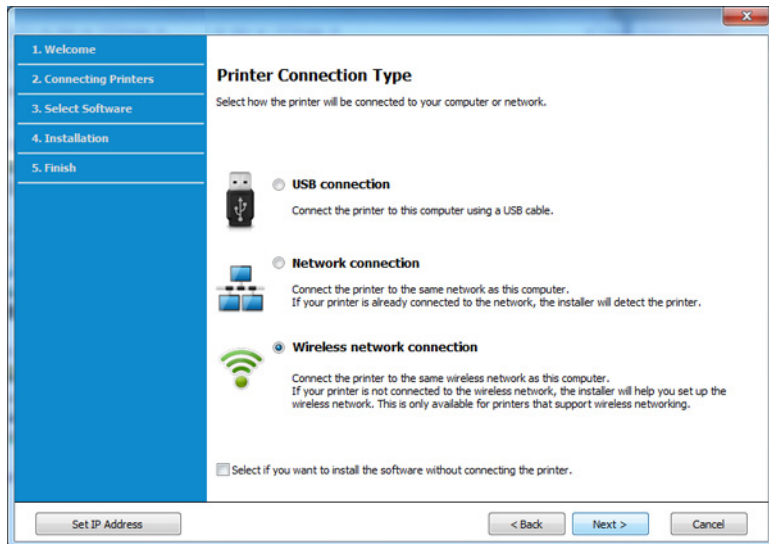 1. Welcome
2. Connecting Printers
3. Select Software
4. Installation
5. Finish
Printer Connection Type
Select how the printer will be connected to your computer or network.
USB connection
Connect the printer to this computer using a USB cable.
Network connection
Connect the printer to the same network as this computer.
If your printer is already connected to the network, the installer will detect the printer.
Wireless network connection
Connect the printer to the same wireless network as this computer.
If your printer is not connected to the wireless network, the installer will help you set up the
wireless network. This is only available for printers that support wireless networking.
Select if you want to install the software without connecting the printer.
Set IP Address
< Back
Next >
Cancel